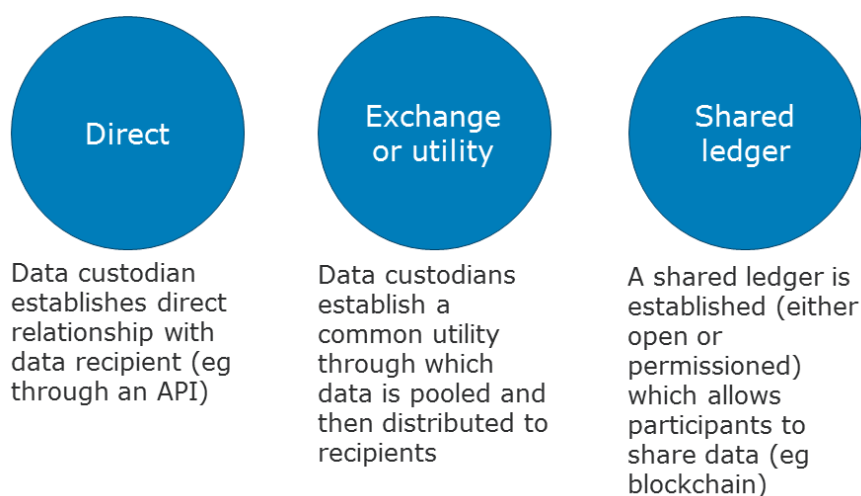 Direct
Data custodian
establishes direct
relationship with
data recipient (eg
through an API)
Exchange
or utility
Data custodians
establish a
common utility
through which
data is pooled and
then distributed to
recipients
Shared
ledger
A shared ledger is
established (either
open or
permissioned)
which allows
participants to
share data (eg
blockchain)